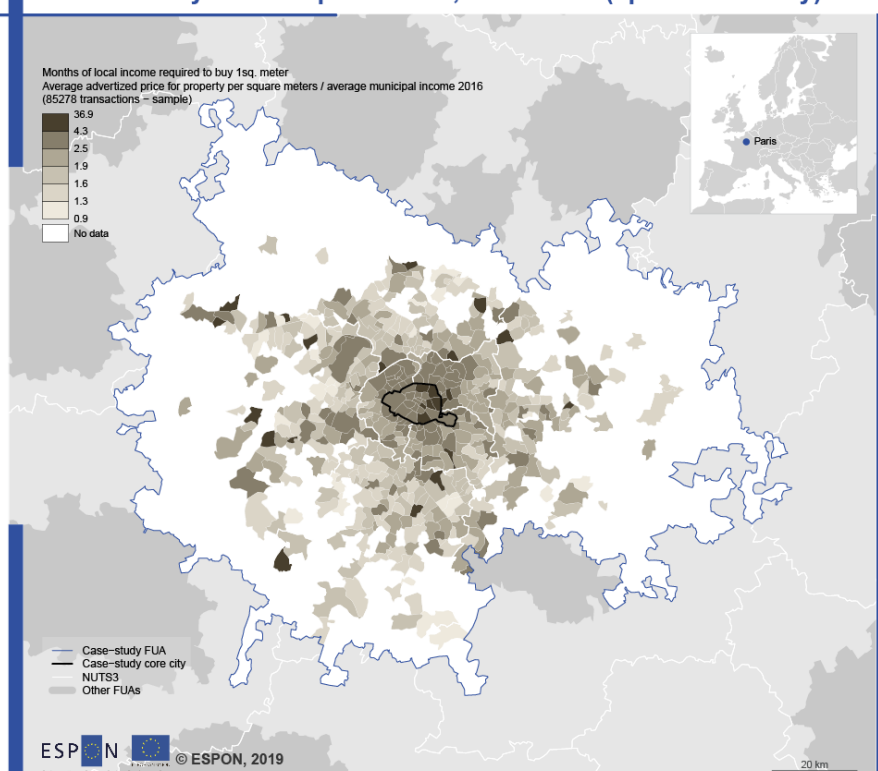 Months of local income required to buy 1sq. meter
Average advertized price for property per square meters / average municipal income 2016
(85278 transactions − sample)
36.9
4.3
2.5
1.9
1.6
1.3
0.9
No data
Paris
Case−study FUA
Case−study core city
NUTS3
Other FUAs
ESPON
© ESPON, 2019
20 km